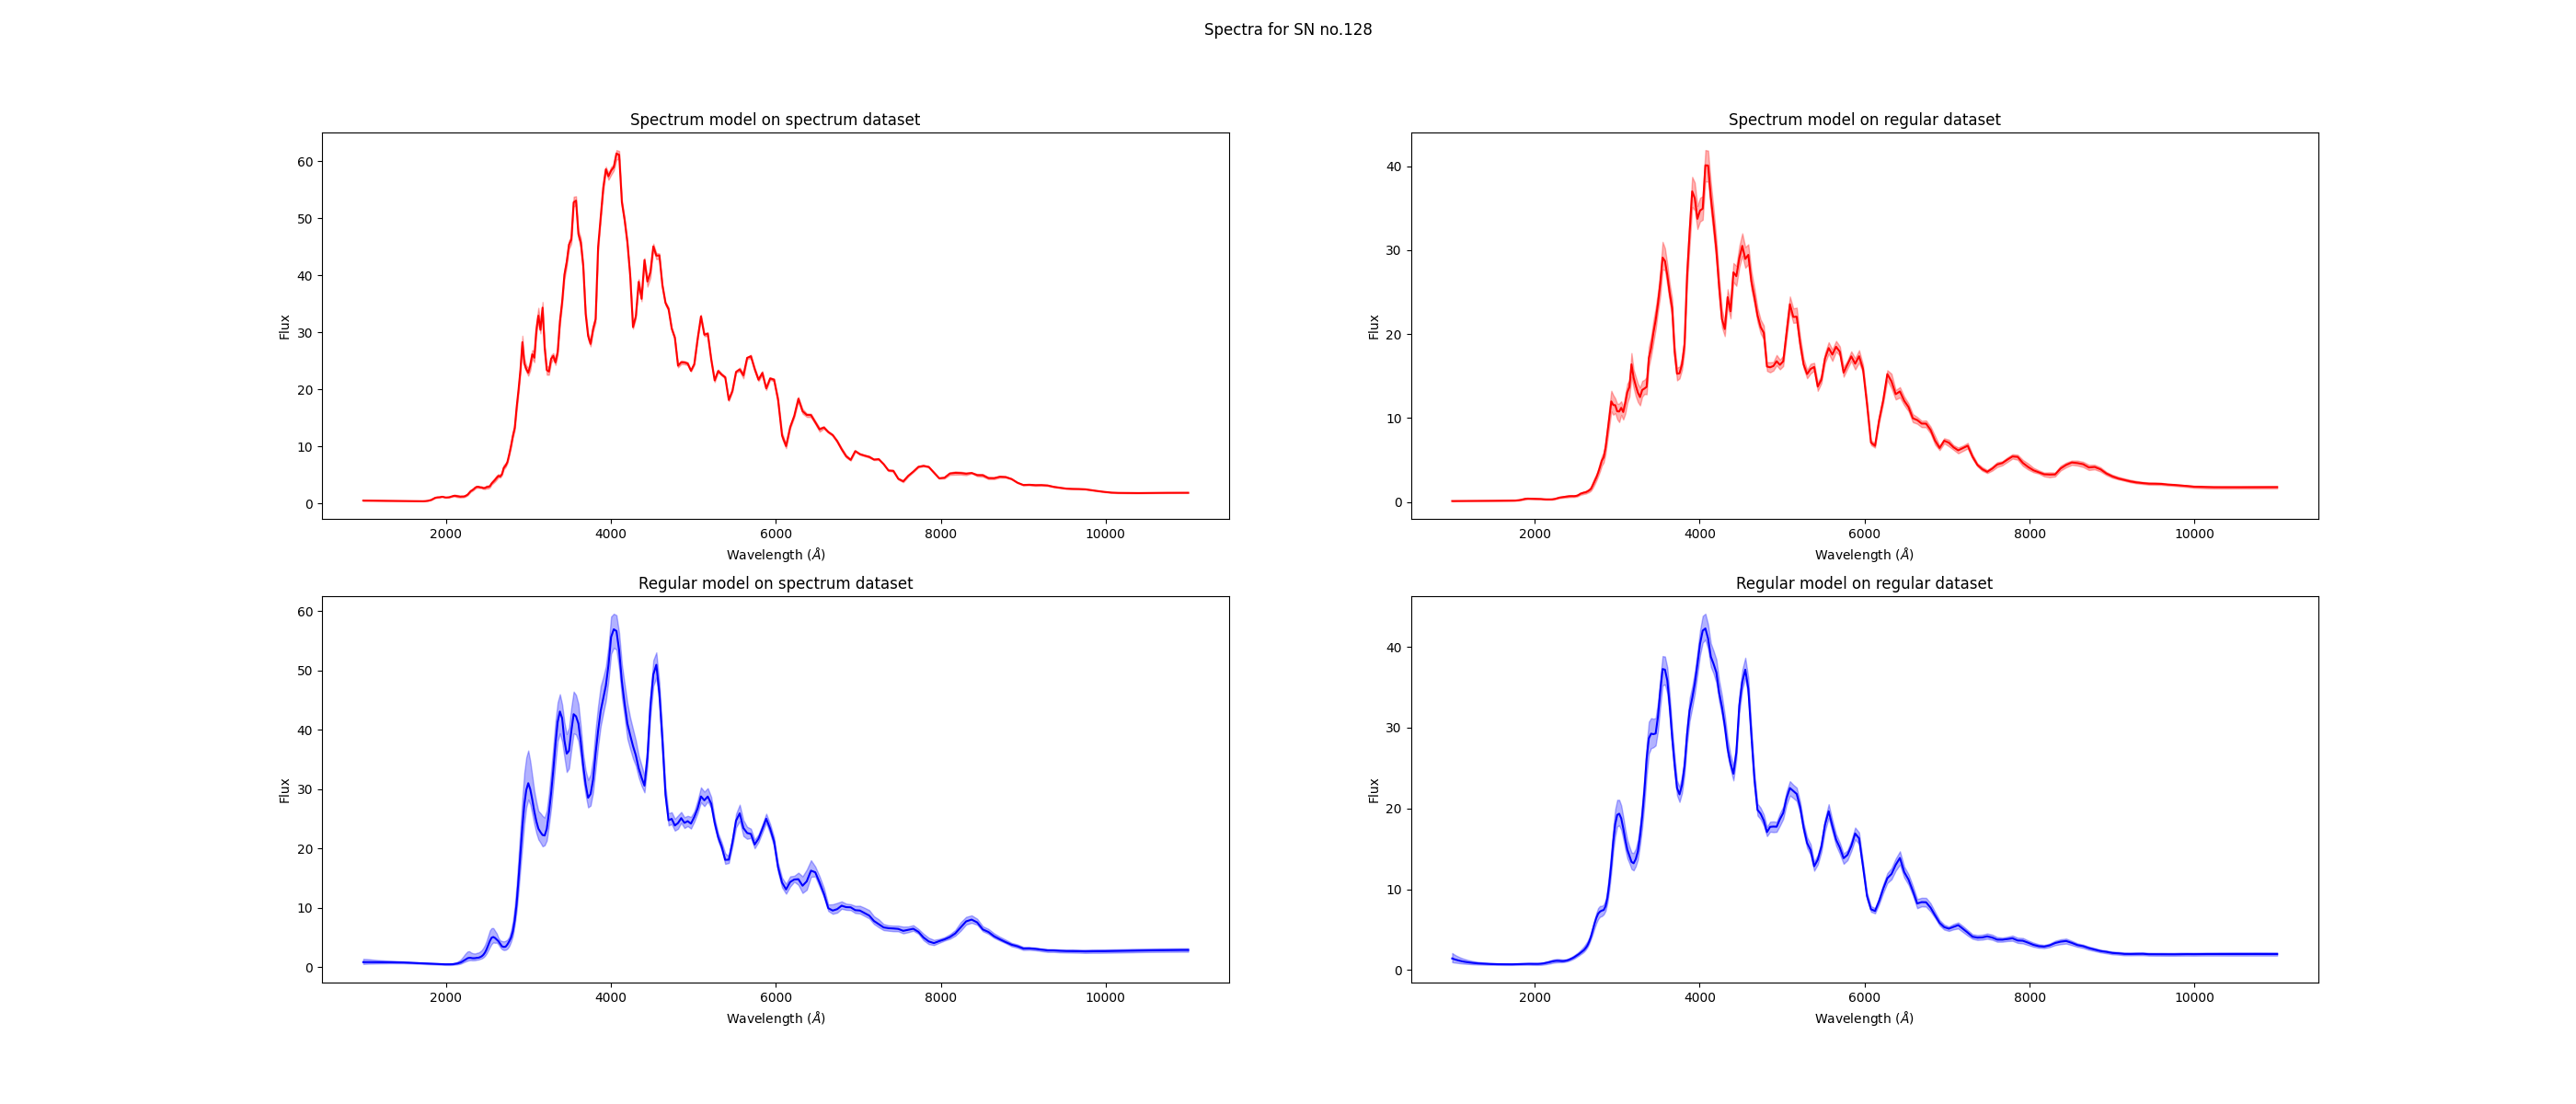 Spectra for SN no.128
Spectrum model on spectrum dataset
Flux
60
50
40
30
20
10
0
2000 4000 6000 8000 10000
Wavelength (Å)
Spectrum model on regular dataset
Flux
40
30
20
10
0
2000 4000 6000 8000 10000
Wavelength (Å)
Regular model on spectrum dataset
Flux
60
50
40
30
20
10
0
2000 4000 6000 8000 10000
Wavelength (Å)
Regular model on regular dataset
Flux
40
30
20
10
0
2000 4000 6000 8000 10000
Wavelength (Å)